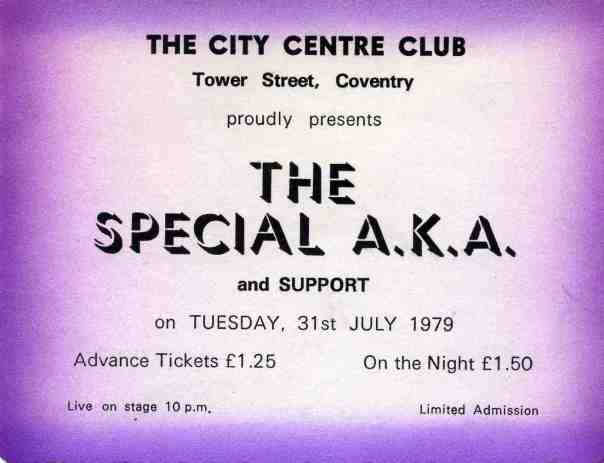 THE CITY CENTRE CLUB
Tower Street, Coventry
proudly presents
THE
SPECIAL A.K.A.
and SUPPORT
on TUESDAY, 31st JULY 1979
Advance Tickets £1.25 On the Night £1.50
Live on stage 10 p.m. Limited Admission